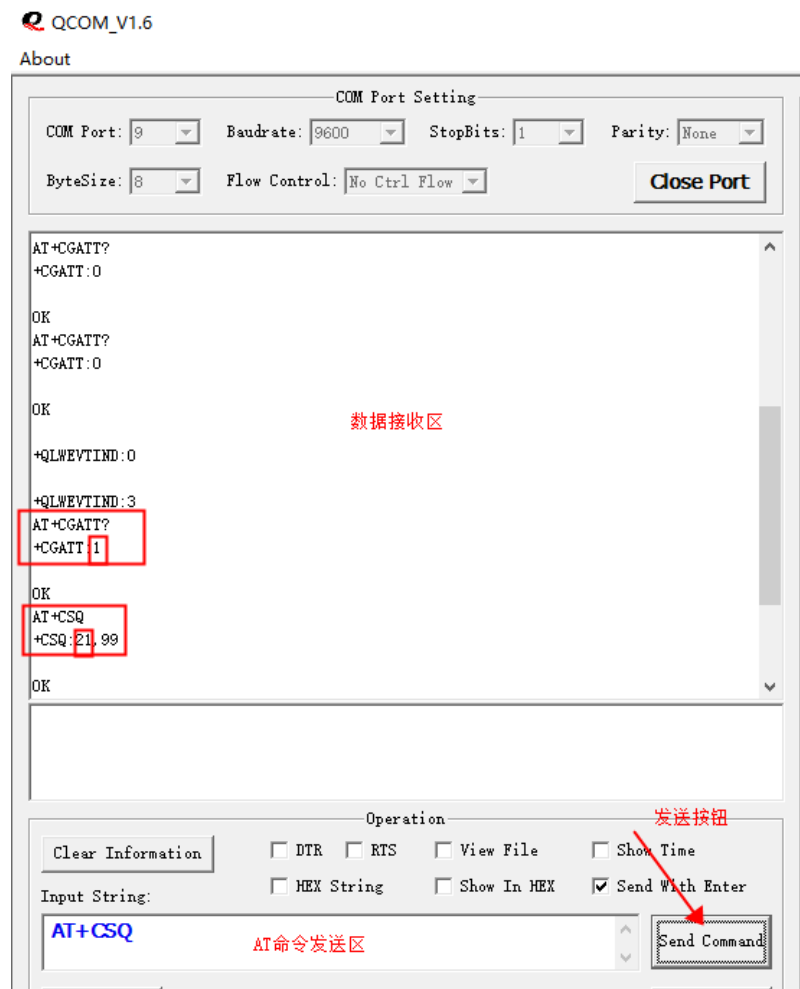 QCOM_V1.6
About
COM Port Setting
COM Port: 9 Baudrate: 9600 StopBits: 1 Parity: None
ByteSize: 8 Flow Control: No Ctrl Flow Close Port
AT+CGATT?
+CGATT:0
OK
AT+CGATT?
+CGATT:0
OK
数据接收区
+QLWEVTIND:0
+QLWEVTIND:3
AT+CGATT?
+CGATT:1
OK
AT+CSQ
+CSQ:21,99
OK
Operation
发送按钮
Clear Information DTR RTS View File Show Time
HEX String Show In HEX Send With Enter
Input String:
AT+CSQ
AT命令发送区
Send Command